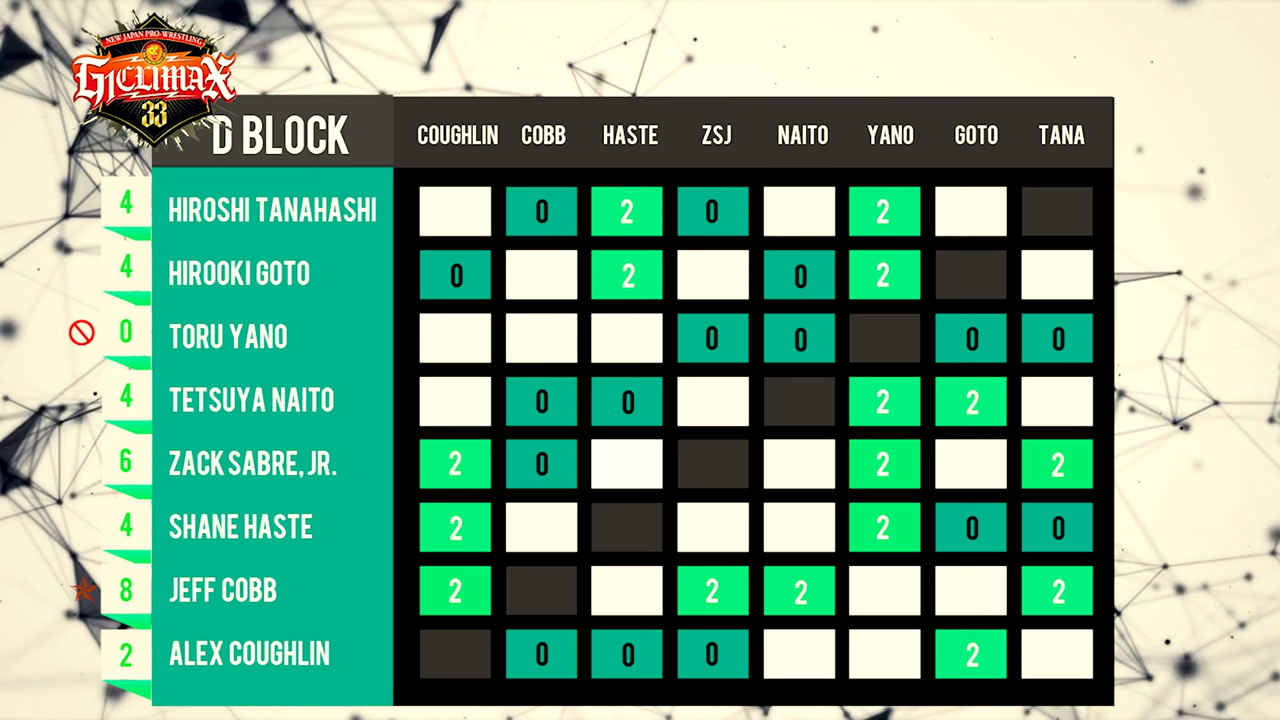 NEW JAPAN PRO-WRESTLING
G1 CLIMAX
33
D BLOCK COUGHLIN COBB HASTE ZSJ NAITO YANO GOTO TANA
4 HIROSHI TANAHASHI 0 2 0 2
4 HIROOKI GOTO 0 2 0 2
0 TORU YANO 0 0 0 0
4 TETSUYA NAITO 0 0 2 2
6 ZACK SABRE, JR. 2 0 2 2
4 SHANE HASTE 2 2 0 0
8 JEFF COBB 2 2 2 2
2 ALEX COUGHLIN 0 0 0 2